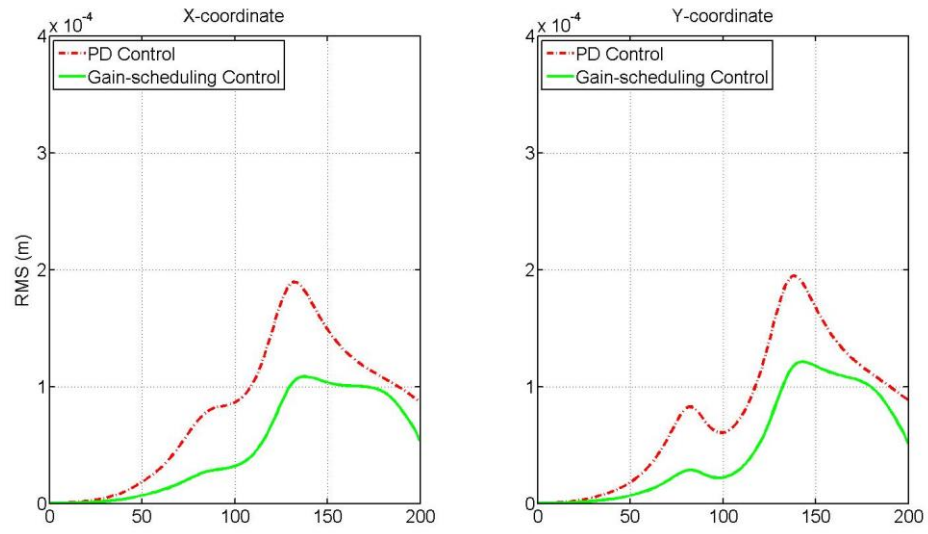 X-coordinate
4 x 10-4
PD Control
Gain-scheduling Control
3
2
1
0
RMS (m)
0 50 100 150 200
Y-coordinate
4 x 10-4
PD Control
Gain-scheduling Control
3
2
1
0
0 50 100 150 200